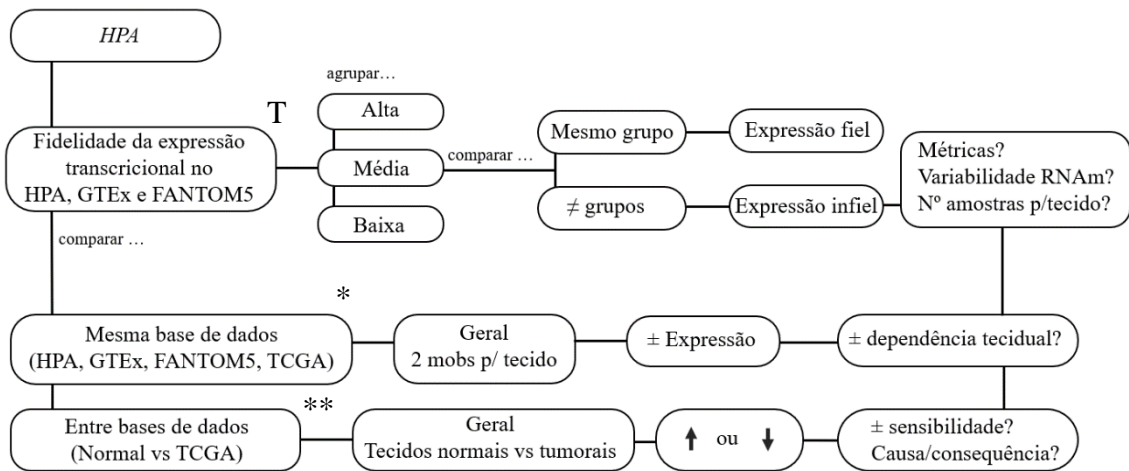 HPA
agrupar…
T
Alta
Fidelidade da expressão
transcricional no
HPA, GTEx e FANTOM5
Média
Baixa
comparar …
Mesmo grupo
Expressão fiel
≠ grupos
Expressão infiel
Métricas?
Variabilidade RNAm?
Nº amostras p/tecido?
comparar …
*
Mesma base de dados
(HPA, GTEx, FANTOM5, TCGA)
Geral
2 mobs p/ tecido
± Expressão
± dependência tecidual?
**
Entre bases de dados
(Normal vs TCGA)
Geral
Tecidos normais vs tumorais
⬆ ou ⬇
± sensibilidade?
Causa/consequência?